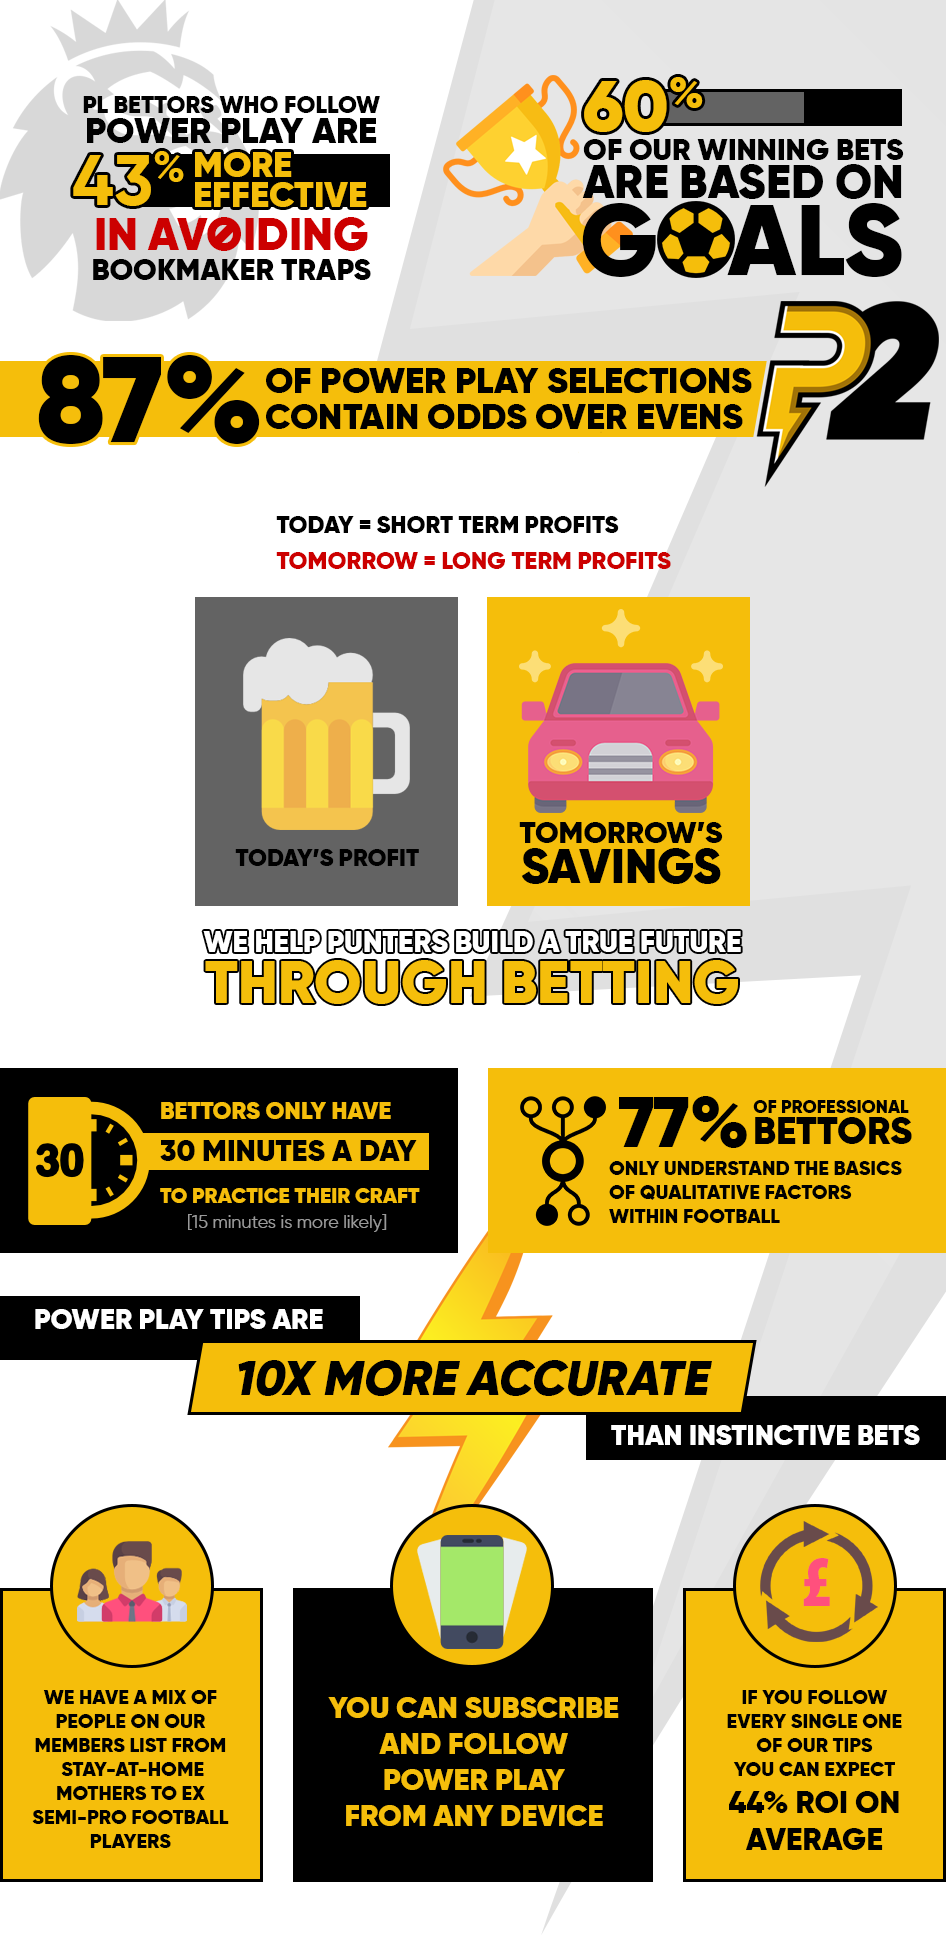 PL BETTORS WHO FOLLOW
POWER PLAY ARE
43% MORE
EFFECTIVE
IN AVOIDING
BOOKMAKER TRAPS
60%
OF OUR WINNING BETS
ARE BASED ON
GOALS
87% OF POWER PLAY SELECTIONS
CONTAIN ODDS OVER EVENS
P2
TODAY = SHORT TERM PROFITS
TOMORROW = LONG TERM PROFITS
TODAY'S PROFIT
TOMORROW'S
SAVINGS
WE HELP PUNTERS BUILD A TRUE FUTURE
THROUGH BETTING
30
BETTORS ONLY HAVE
30 MINUTES A DAY
TO PRACTICE THEIR CRAFT
[15 minutes is more likely]
77% OF PROFESSIONAL
BETTORS
ONLY UNDERSTAND THE BASICS
OF QUALITATIVE FACTORS
WITHIN FOOTBALL
POWER PLAY TIPS ARE
10X MORE ACCURATE
THAN INSTINCTIVE BETS
WE HAVE A MIX OF
PEOPLE ON OUR
MEMBERS LIST FROM
STAY-AT-HOME
MOTHERS TO EX
SEMI-PRO FOOTBALL
PLAYERS
YOU CAN SUBSCRIBE
AND FOLLOW
POWER PLAY
FROM ANY DEVICE
£
IF YOU FOLLOW
EVERY SINGLE ONE
OF OUR TIPS
YOU CAN EXPECT
44% ROI ON
AVERAGE